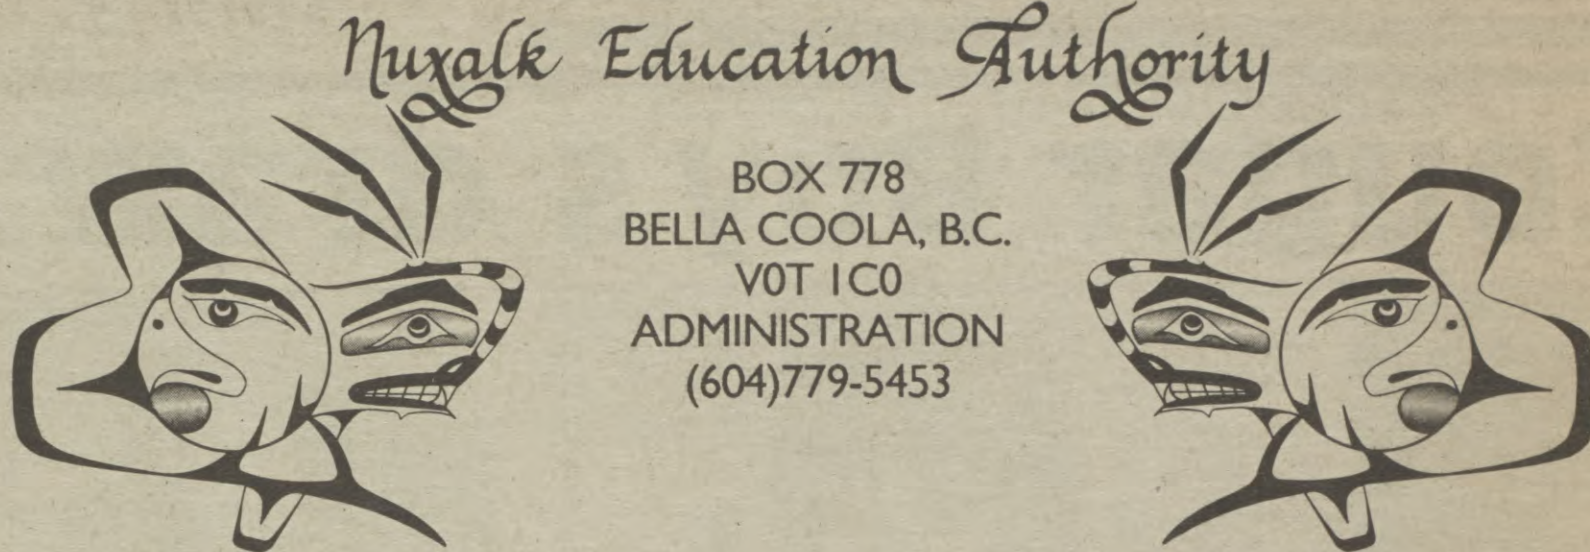 Nuxalk Education Authority
BOX 778
BELLA COOLA, B.C.
V0T 1C0
ADMINISTRATION
(604)779-5453